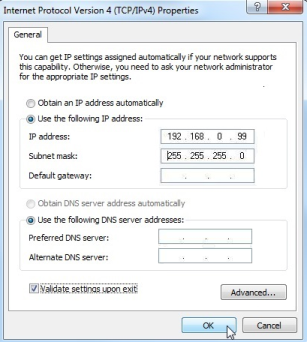 Internet Protocol Version 4 (TCP/IPv4) Properties
General
You can get IP settings assigned automatically if your network supports
this capability. Otherwise, you need to ask your network administrator
for the appropriate IP settings.
Obtain an IP address automatically
Use the following IP address:
IP address: 192 . 168 . 0 . 99
Subnet mask: 255 . 255 . 255 . 0
Default gateway: . . .
Obtain DNS server address automatically
Use the following DNS server addresses:
Preferred DNS server: . . .
Alternate DNS server: . . .
Validate settings upon exit
Advanced...
OK Cancel